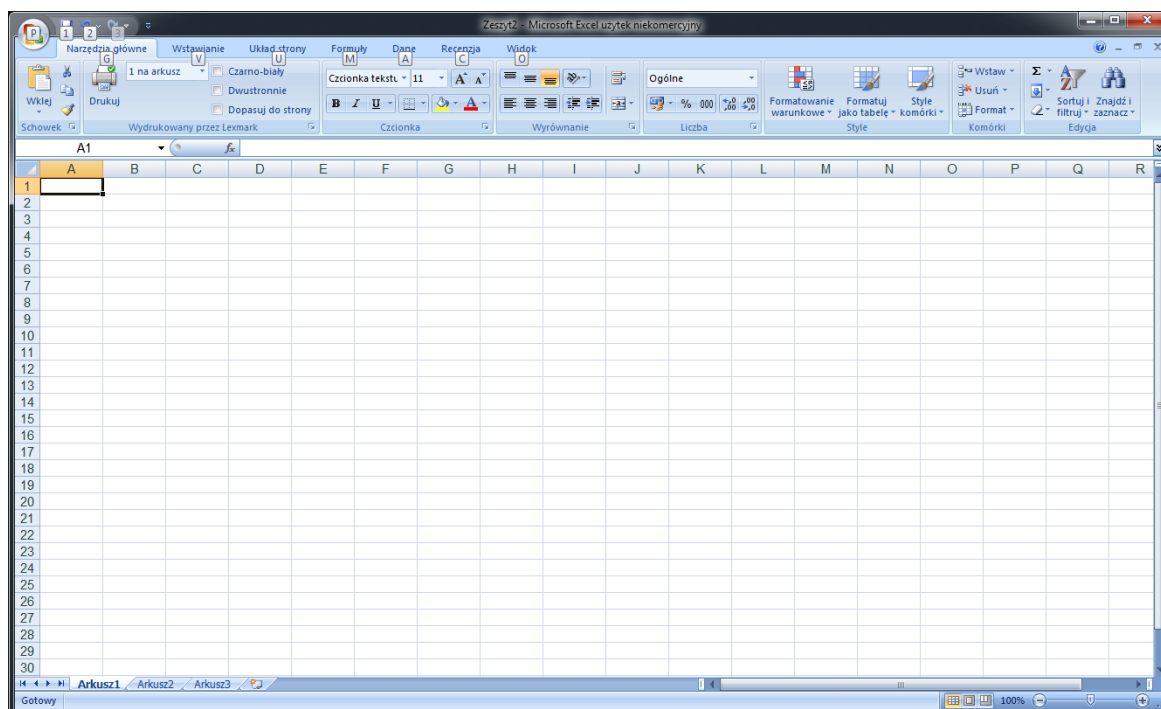 Zeszyt2 - Microsoft Excel użytek niekomercyjny
P 1 2 3
Narzędzia główne Wstawianie Układ strony Formuły Dane Recenzja Widok
G V U M A C O
Wklej
Schowek
Drukuj
1 na arkusz
Czarno-biały
Dwustronnie
Dopasuj do strony
Wydrukowany przez Lexmark
Czcionka tekstu 11 A A
B I U A
Czcionka
Wyrównanie
Ogólne
% 000 ,00 ,00
Liczba
Formatowanie warunkowe
Formatuj jako tabelę
Style komórki
Style
Wstaw
Usuń
Format
Komórki
Σ
Sortuj i filtruj
Znajdź i zaznacz
Edycja
A1 fx
A B C D E F G H I J K L M N O P Q R
1
2
3
4
5
6
7
8
9
10
11
12
13
14
15
16
17
18
19
20
21
22
23
24
25
26
27
28
29
30
Arkusz1 Arkusz2 Arkusz3
Gotowy 100%